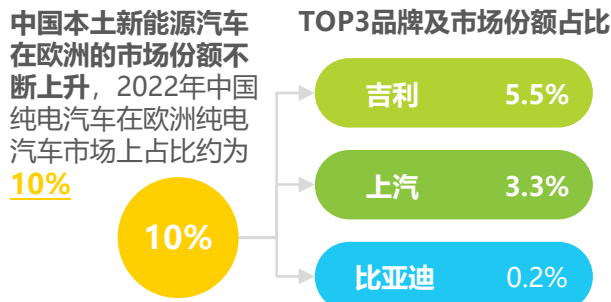 中国本土新能源汽车
在欧洲的市场份额不
断上升，2022年中国
纯电汽车在欧洲纯电
汽车市场上占比约为
10%
10%
TOP3品牌及市场份额占比
吉利 5.5%
上汽 3.3%
比亚迪 0.2%